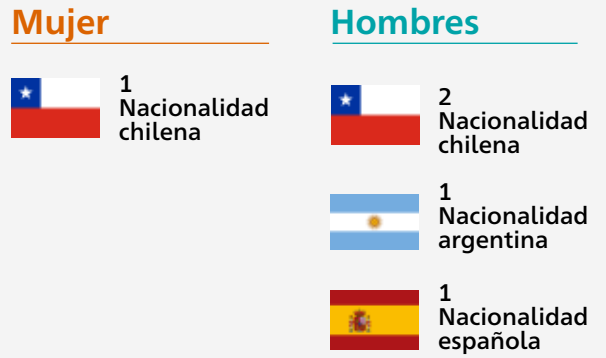 Mujer
1
Nacionalidad
chilena
Hombres
2
Nacionalidad
chilena
1
Nacionalidad
argentina
1
Nacionalidad
española